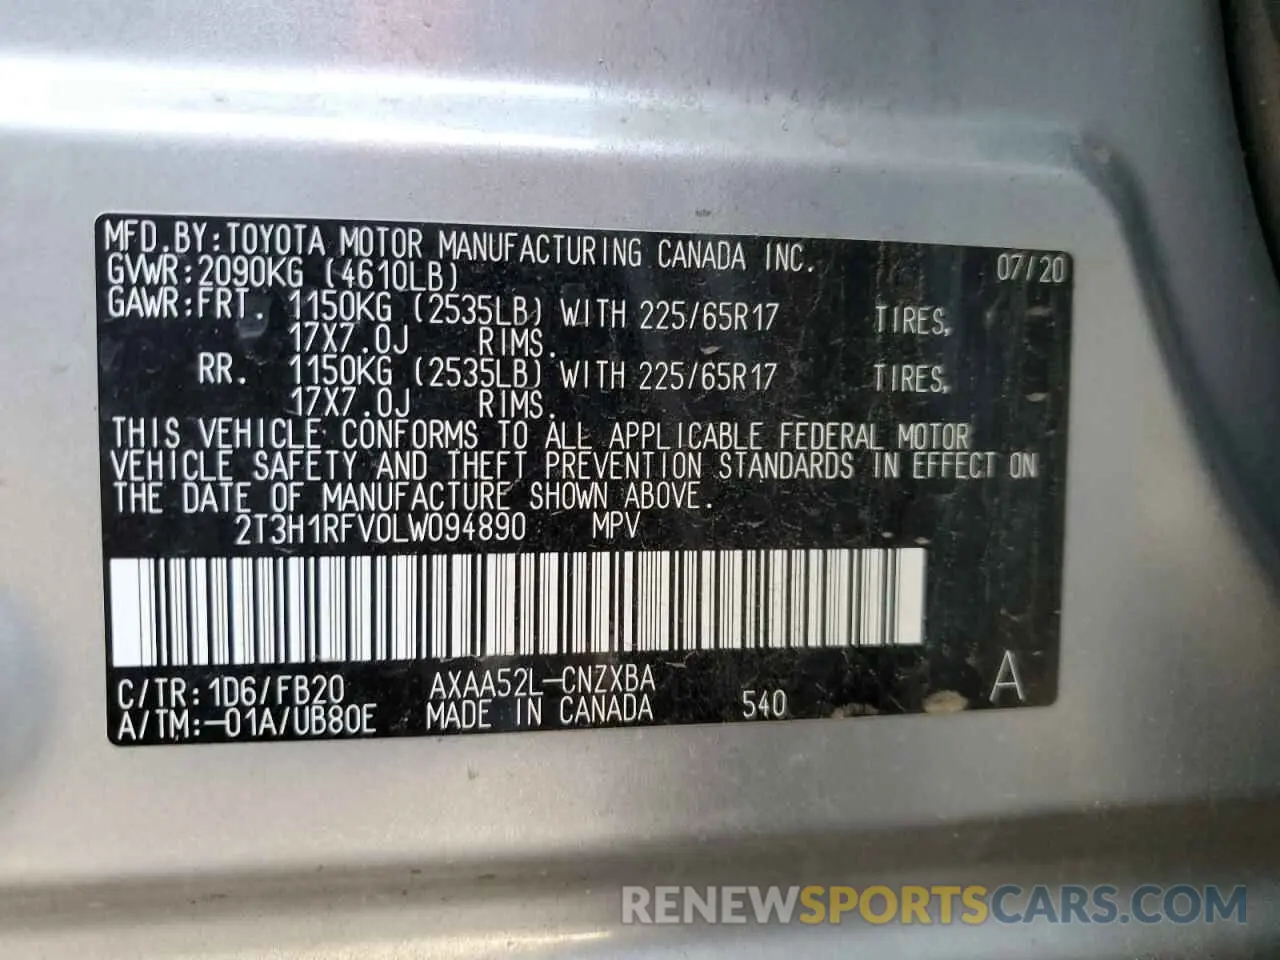 MFD.BY:TOYOTA MOTOR MANUFACTURING CANADA INC. 07/20
GVWR:2090KG (4610LB)
GAWR:FRT. 1150KG (2535LB) WITH 225/65R17 TIRES,
17X7.0J RIMS.
RR. 1150KG (2535LB) WITH 225/65R17 TIRES,
17X7.0J RIMS.
THIS VEHICLE CONFORMS TO ALL APPLICABLE FEDERAL MOTOR
VEHICLE SAFETY AND THEFT PREVENTION STANDARDS IN EFFECT ON
THE DATE OF MANUFACTURE SHOWN ABOVE.
2T3H1RFV0LW094890 MPV
C/TR:1D6/FB20 AXAA52L-CNZXBA A
A/TM:-01A/UB80E MADE IN CANADA 540
RENEWSPORTSCARS.COM